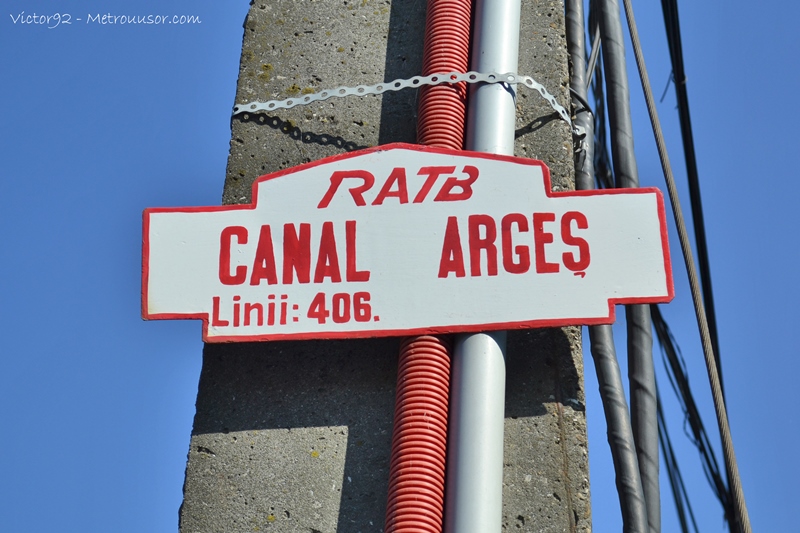 Victor92 - Metrouusor.com
RATB
CANAL ARGEȘ
Linii: 406.